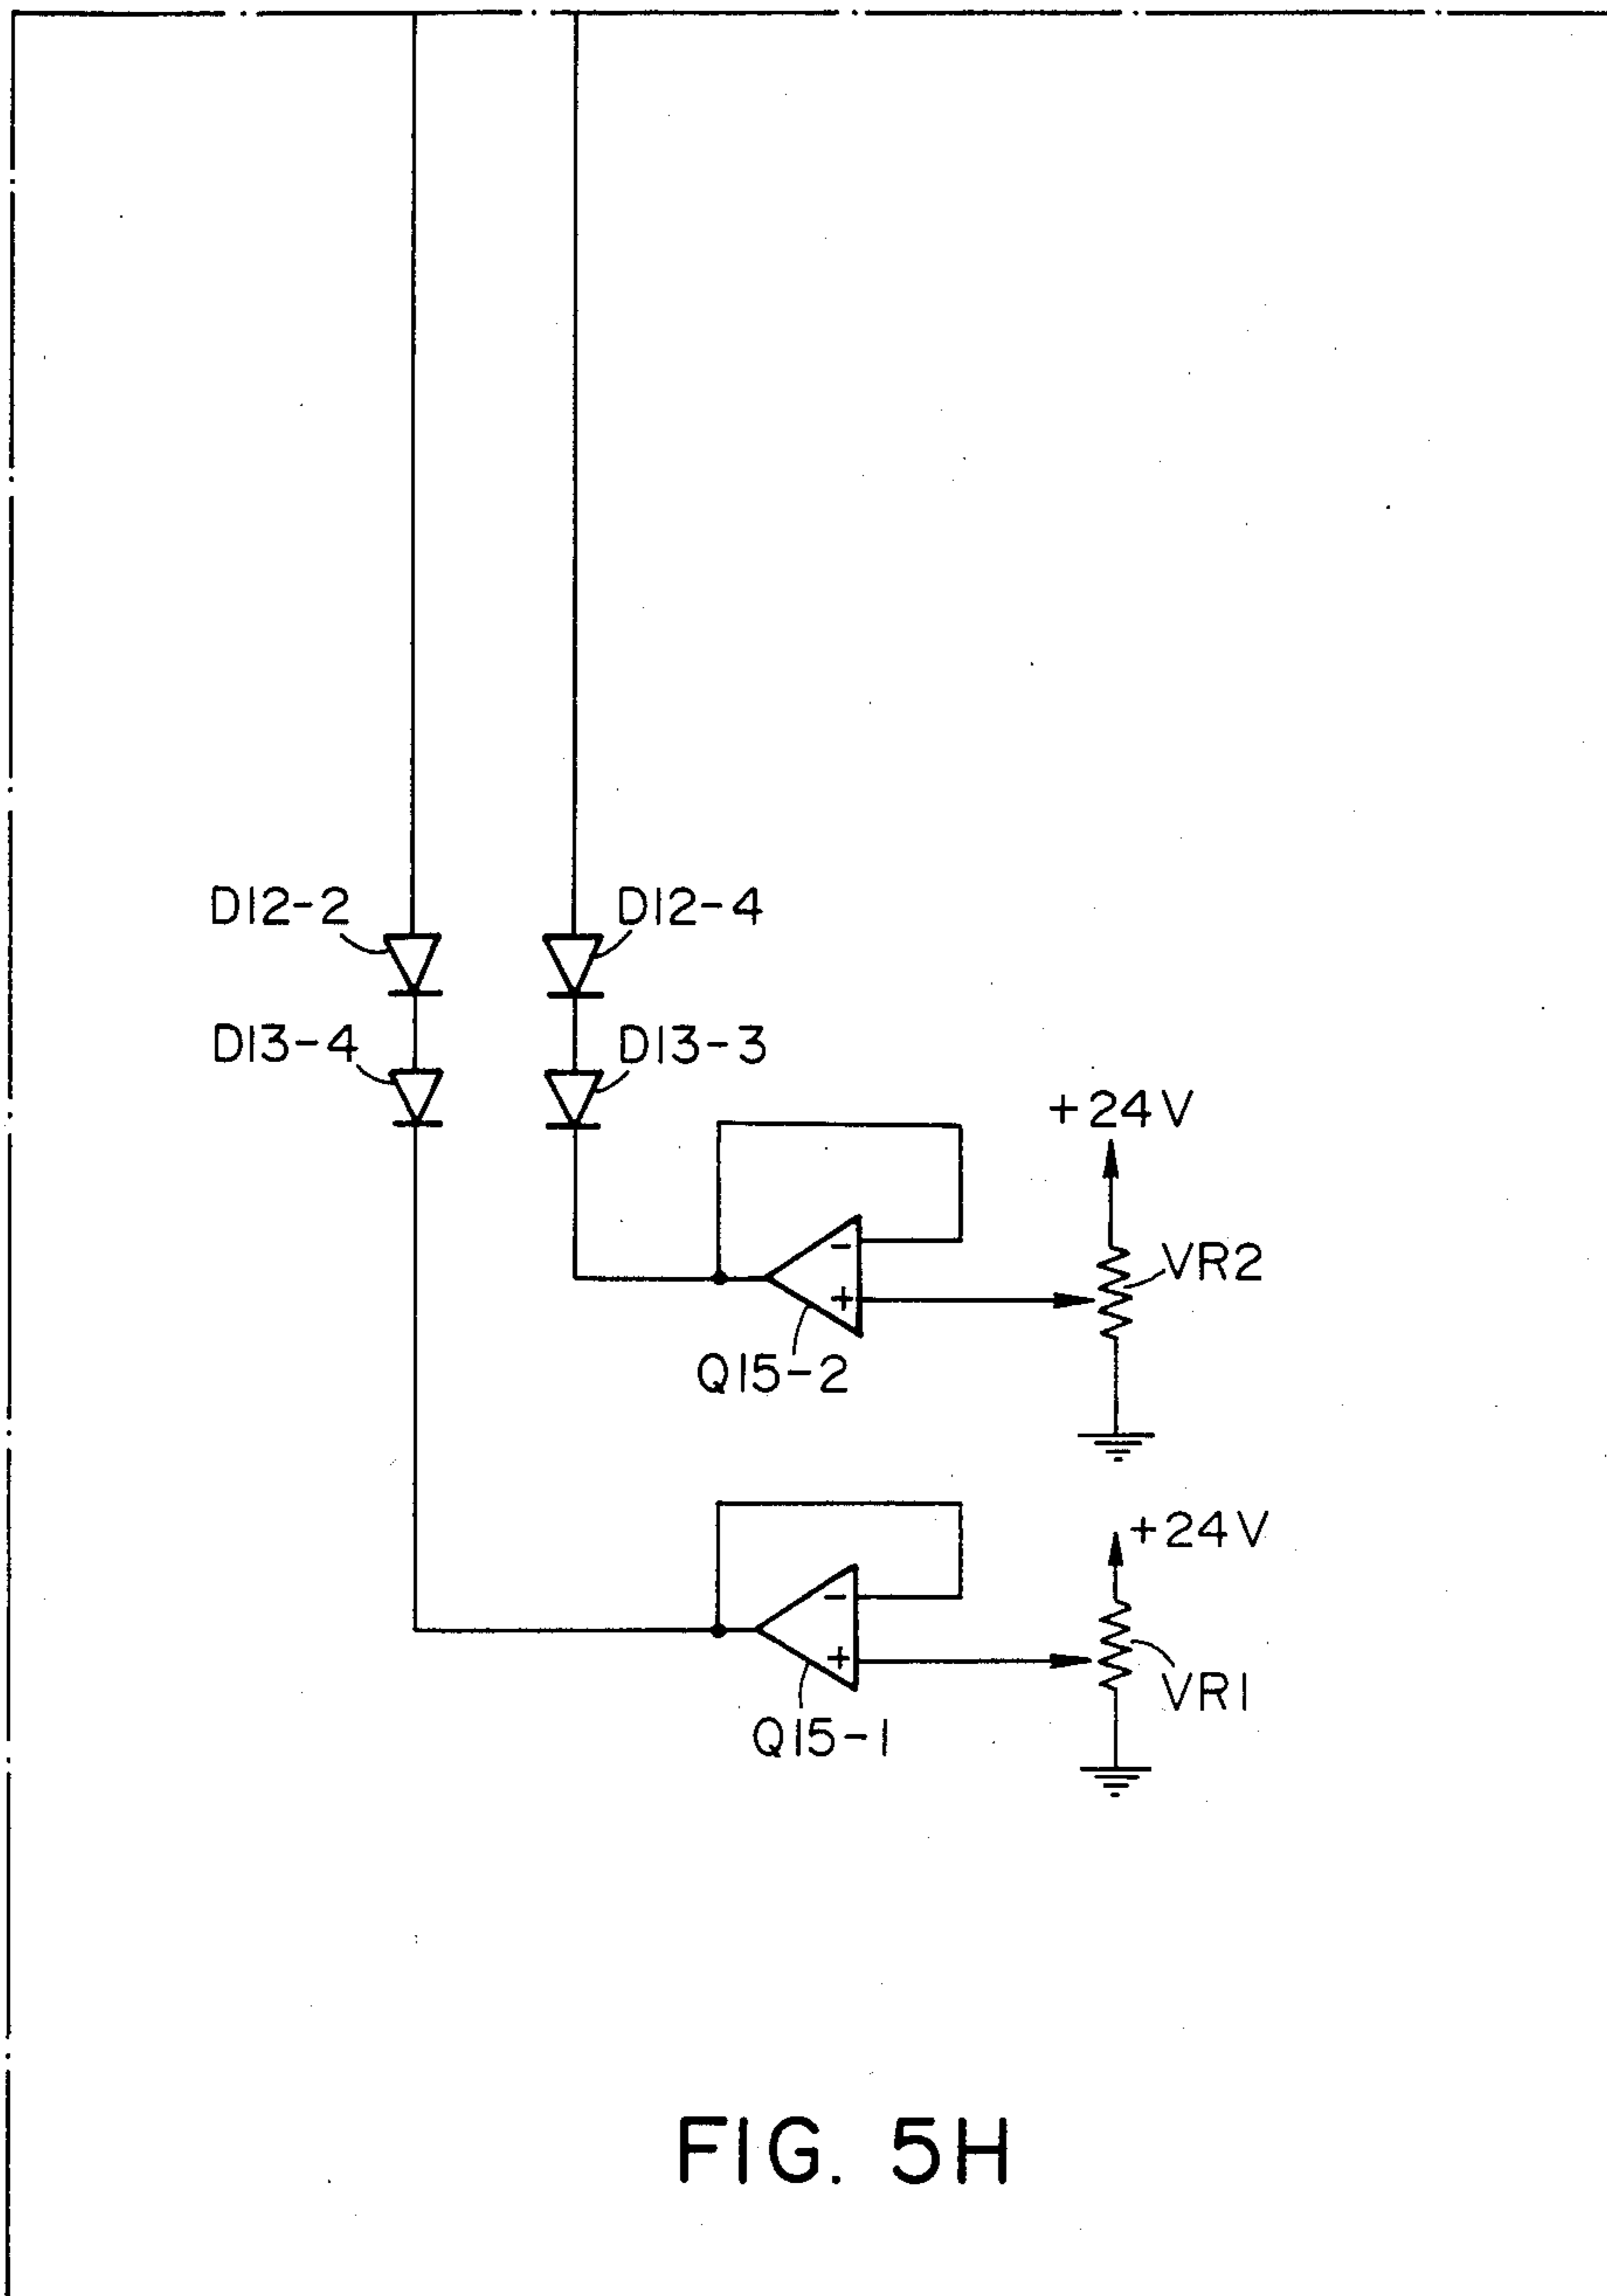 D12-2
D12-4
D13-4
D13-3
+24V
-
VR2
+
Q15-2
+24V
-
+
VR1
Q15-1
FIG. 5H